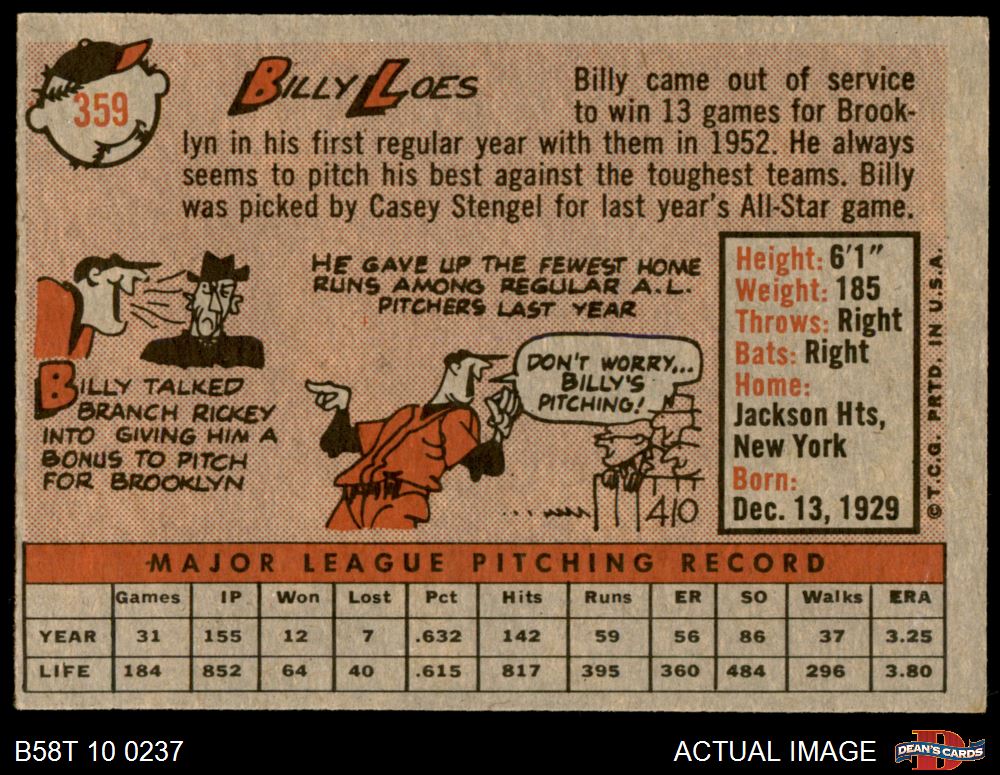 359
BILLY LOES
Billy came out of service
to win 13 games for Brook-
lyn in his first regular year with them in 1952. He always
seems to pitch his best against the toughest teams. Billy
was picked by Casey Stengel for last year's All-Star game.
HE GAVE UP THE FEWEST HOME
RUNS AMONG REGULAR A.L.
PITCHERS LAST YEAR
BILLY TALKED
BRANCH RICKEY
INTO GIVING HIM A
BONUS TO PITCH
FOR BROOKLYN
DON'T WORRY...
BILLY'S
PITCHING!
410
Height: 6'1"
Weight: 185
Throws: Right
Bats: Right
Home:
Jackson Hts,
New York
Born:
Dec. 13, 1929
©T.C.G. PRTD. IN U.S.A.
MAJOR LEAGUE PITCHING RECORD
Games IP Won Lost Pct Hits Runs ER SO Walks ERA
YEAR 31 155 12 7 .632 142 59 56 86 37 3.25
LIFE 184 852 64 40 .615 817 395 360 484 296 3.80
B58T 10 0237
ACTUAL IMAGE
D
DEAN'S CARDS